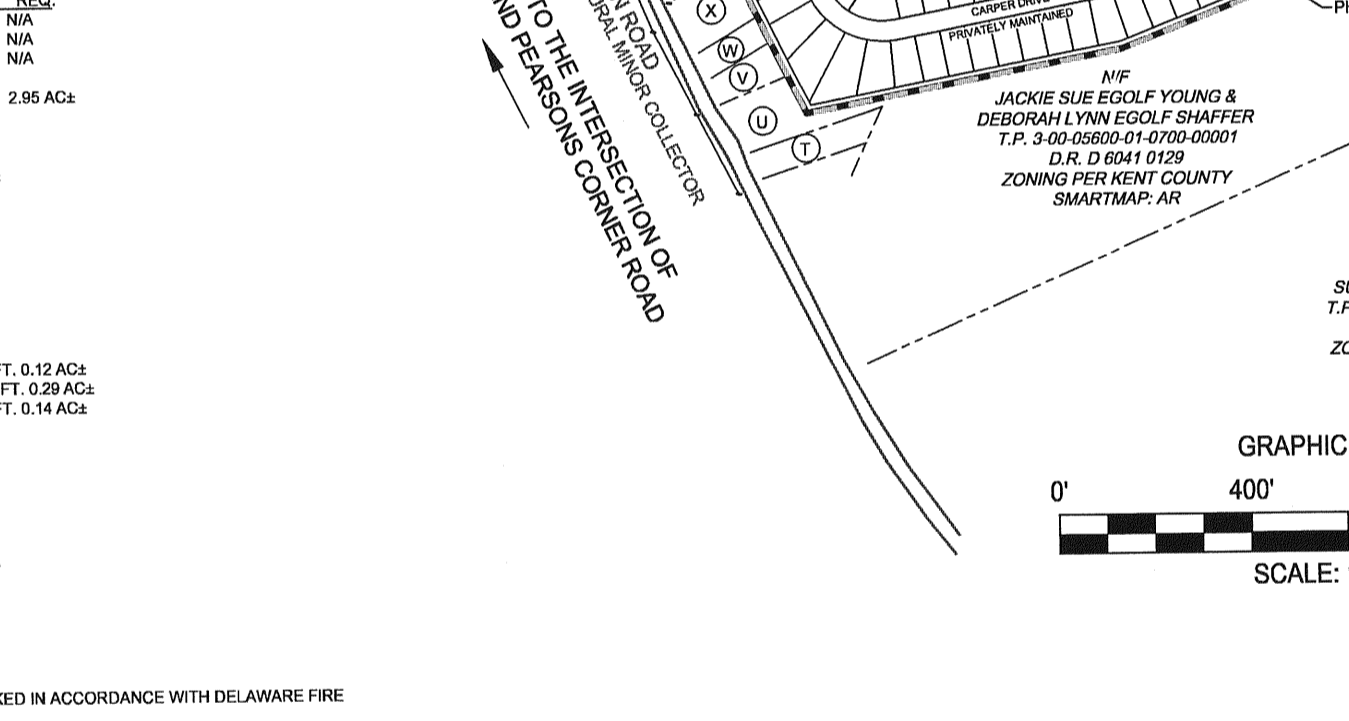 REQ.
N/A
N/A
N/A
2.95 AC±
FT. 0.12 AC±
FT. 0.29 AC±
FT. 0.14 AC±
TO THE INTERSECTION OF
PEARSONS CORNER ROAD
ROAD
MINOR COLLECTOR
X
W
V
U
T
CARPER DRIVE
PRIVATELY MAINTAINED
N/F
JACKIE SUE EGOLF YOUNG &
DEBORAH LYNN EGOLF SHAFFER
T.P. 3-00-05600-01-0700-00001
D.R. D 6041 0129
ZONING PER KENT COUNTY
SMARTMAP: AR
GRAPHIC
0' 400'
SCALE:
IN ACCORDANCE WITH DELAWARE FIRE